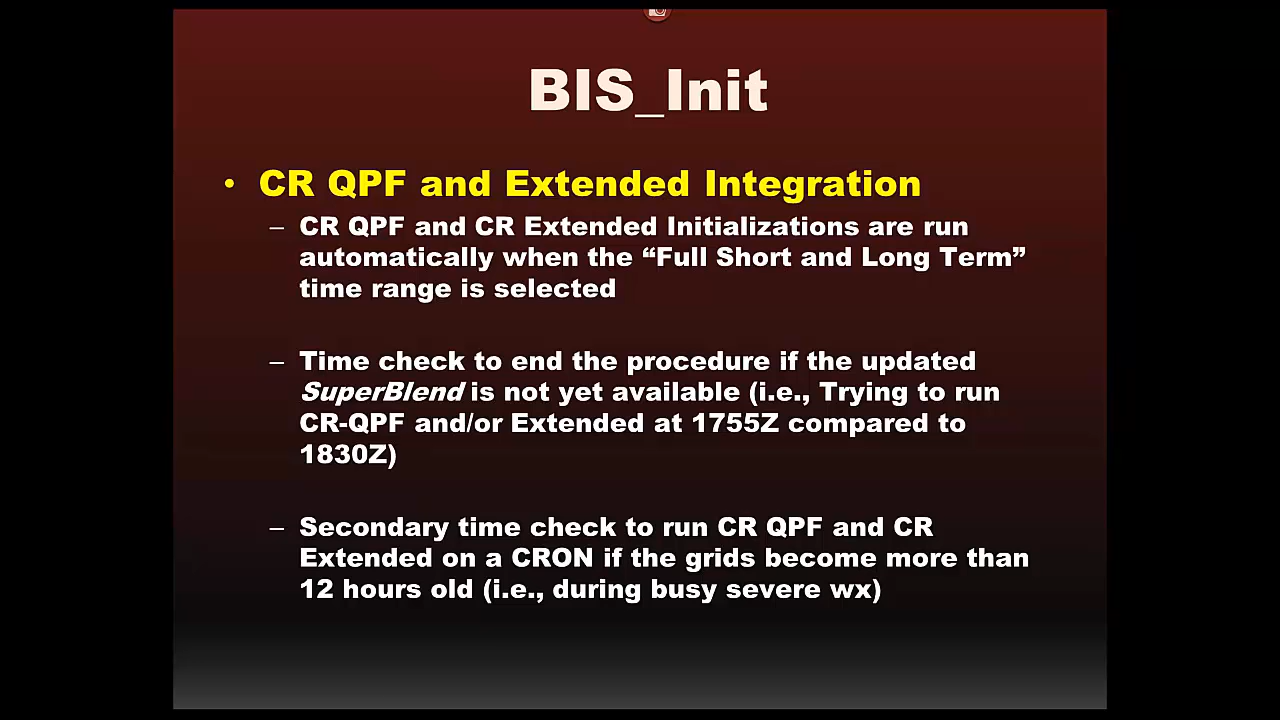 BIS_Init
• CR QPF and Extended Integration
– CR QPF and CR Extended Initializations are run
automatically when the “Full Short and Long Term”
time range is selected
– Time check to end the procedure if the updated
SuperBlend is not yet available (i.e., Trying to run
CR-QPF and/or Extended at 1755Z compared to
1830Z)
– Secondary time check to run CR QPF and CR
Extended on a CRON if the grids become more than
12 hours old (i.e., during busy severe wx)